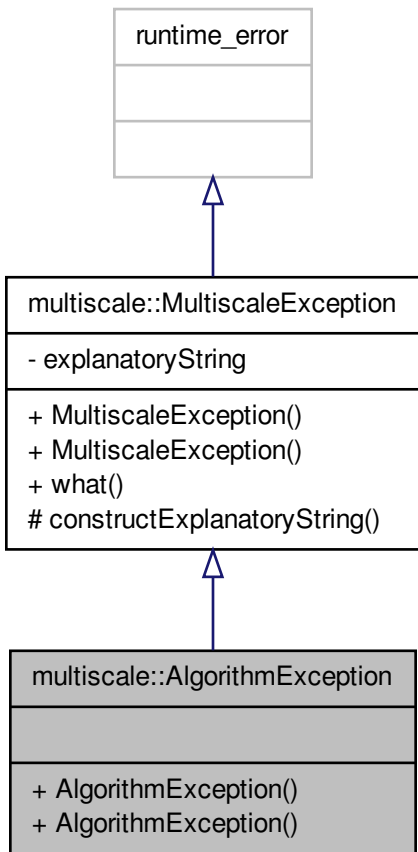 runtime_error
multiscale::MultiscaleException
- explanatoryString
+ MultiscaleException()
+ MultiscaleException()
+ what()
# constructExplanatoryString()
multiscale::AlgorithmException
+ AlgorithmException()
+ AlgorithmException()